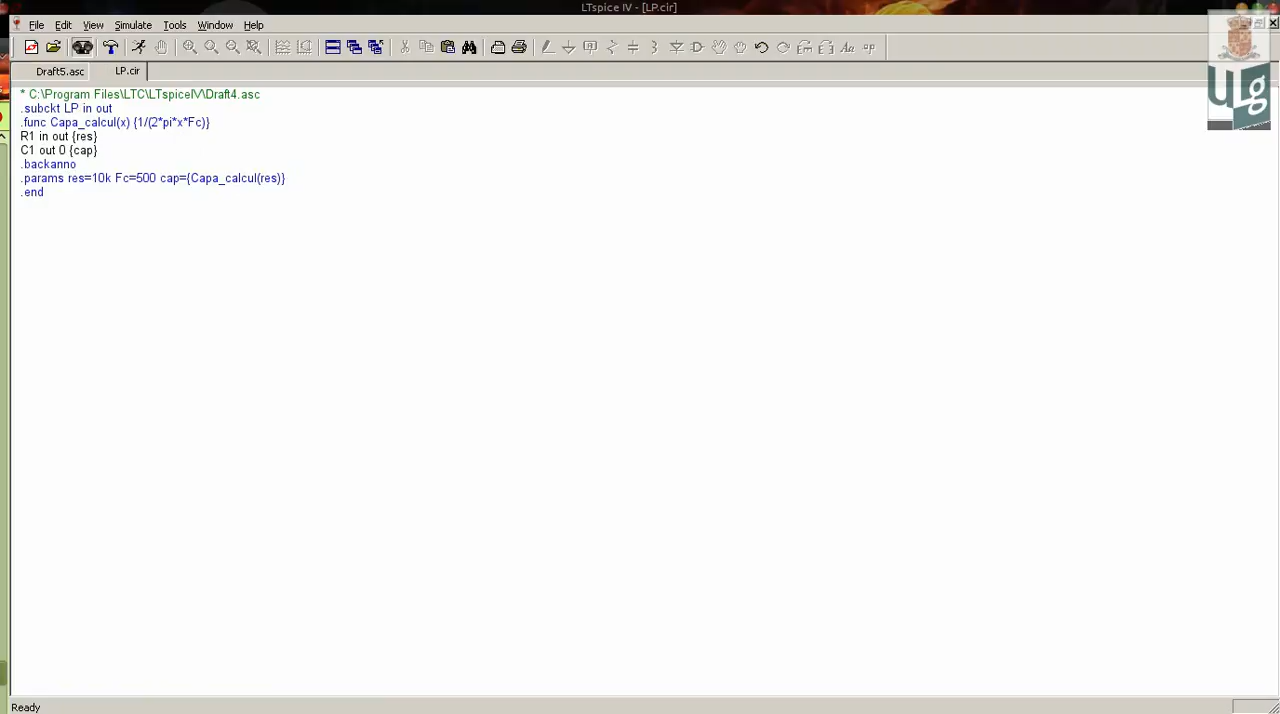 LTspice IV - [LP.cir]
File Edit View Simulate Tools Window Help
Draft5.asc LP.cir
* C:\Program Files\LTC\LTspiceIV\Draft4.asc
.subckt LP in out
.func Capa_calcul(x) {1/(2*pi*x*Fc)}
R1 in out {res}
C1 out 0 {cap}
.backanno
.params res=10k Fc=500 cap={Capa_calcul(res)}
.end
ULg
Ready